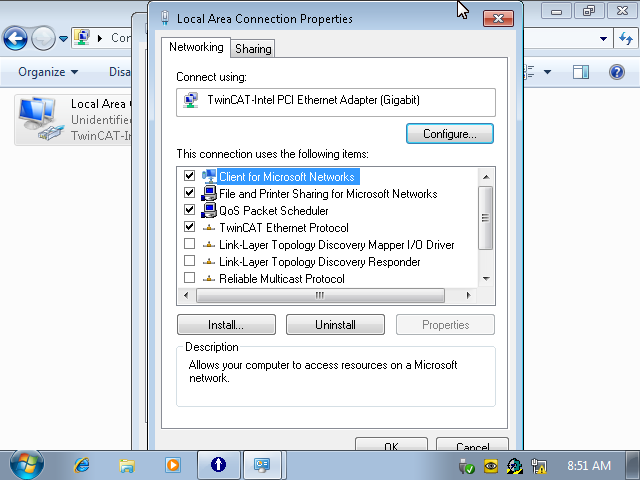 Local Area Connection Properties
Con
Organize
Disa
Networking
Sharing
Connect using:
TwinCAT-Intel PCI Ethernet Adapter (Gigabit)
Configure...
This connection uses the following items:
Client for Microsoft Networks
File and Printer Sharing for Microsoft Networks
QoS Packet Scheduler
TwinCAT Ethernet Protocol
Link-Layer Topology Discovery Mapper I/O Driver
Link-Layer Topology Discovery Responder
Reliable Multicast Protocol
Install...
Uninstall
Properties
Description
Allows your computer to access resources on a Microsoft
network.
OK
Cancel
Local Area C
Unidentifie
TwinCAT-In
8:51 AM